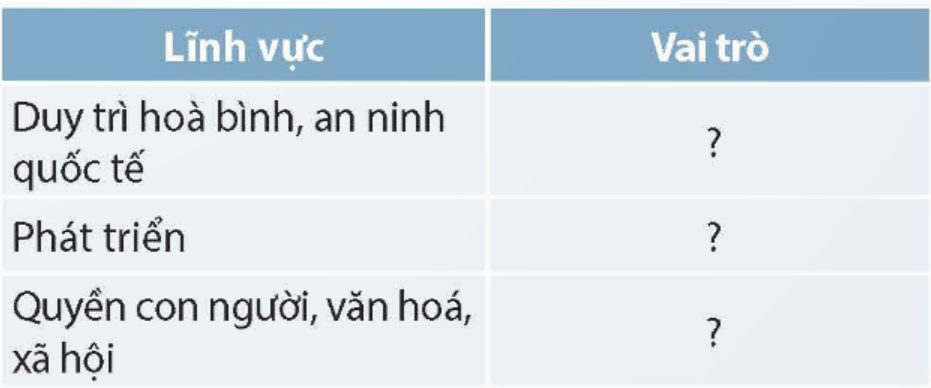 Lĩnh vực
Vai trò
Duy trì hoà bình, an ninh
quốc tế
?
Phát triển
?
Quyền con người, văn hoá,
xã hội
?